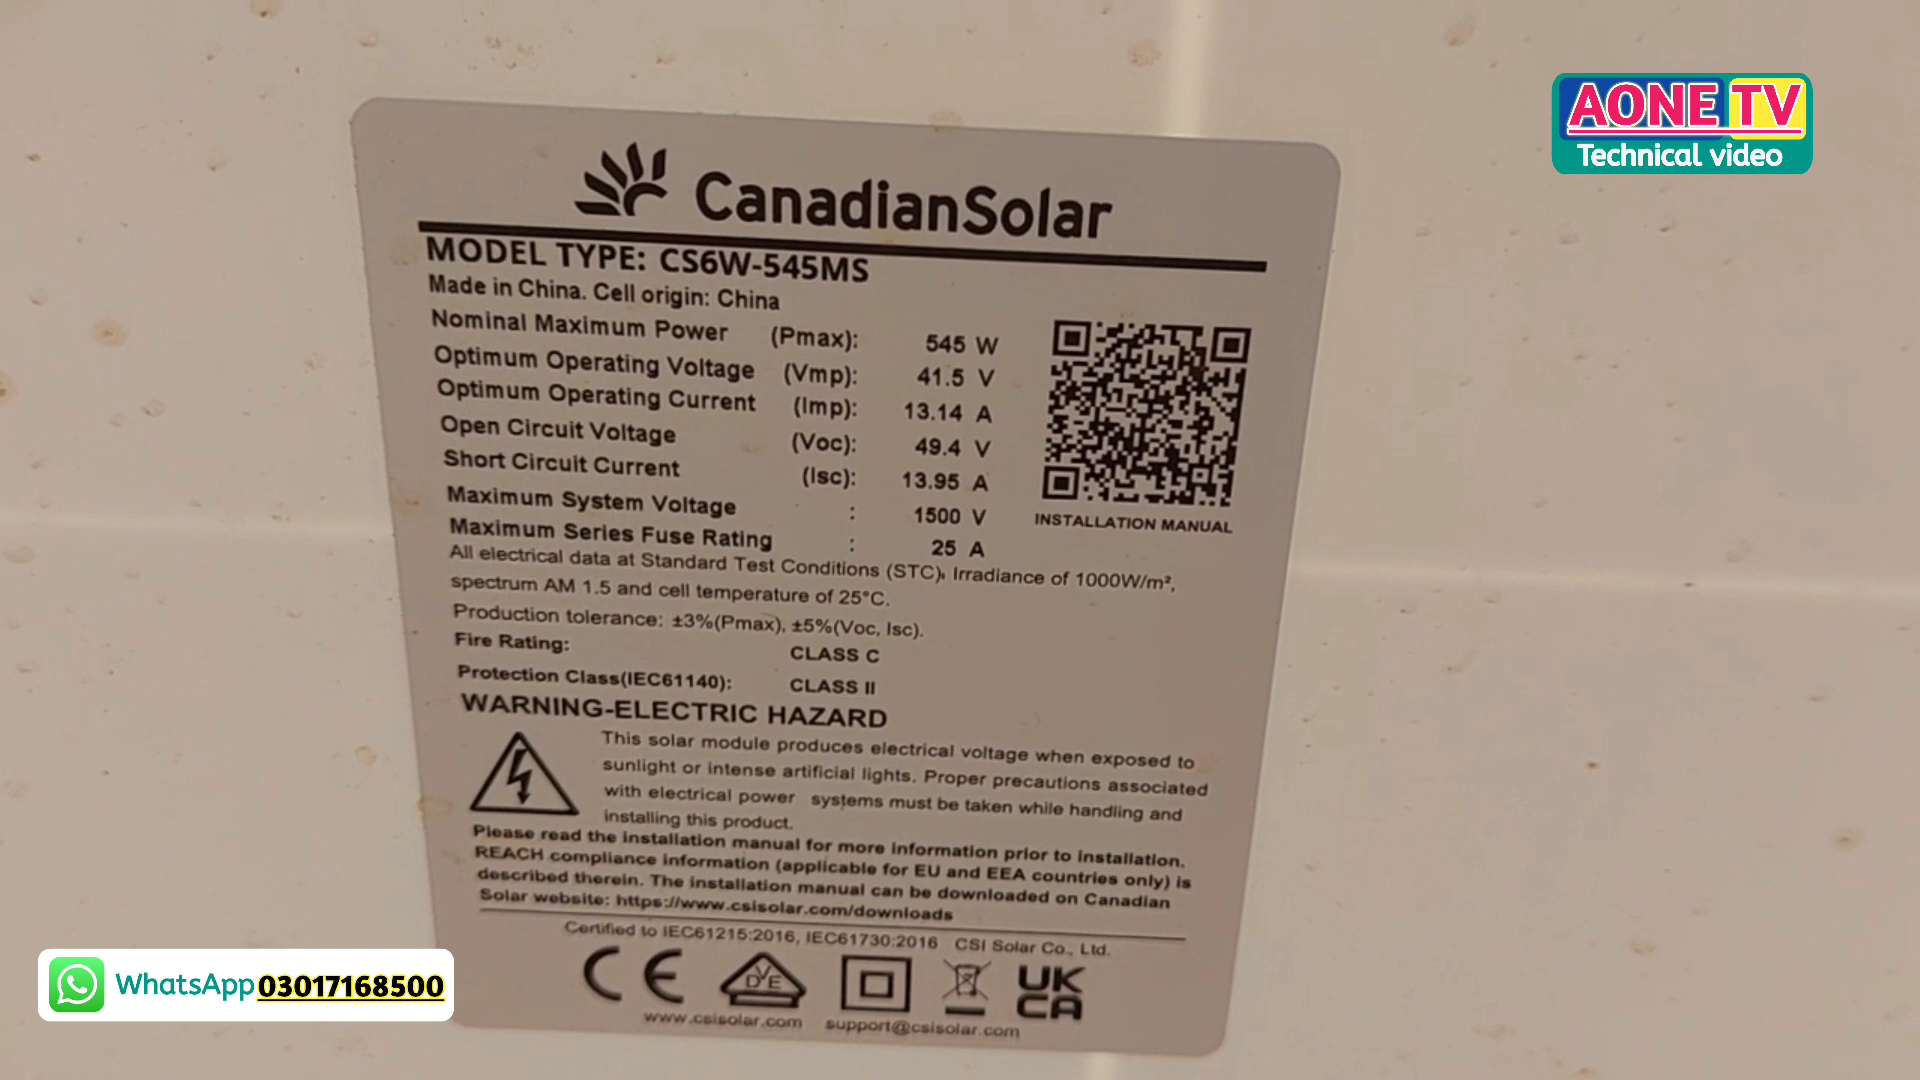 AONE TV
Technical video
CanadianSolar
MODEL TYPE: CS6W-545MS
Made in China. Cell origin: China
Nominal Maximum Power (Pmax): 545 W
Optimum Operating Voltage (Vmp): 41.5 V
Optimum Operating Current (Imp): 13.14 A
Open Circuit Voltage (Voc): 49.4 V
Short Circuit Current (Isc): 13.95 A
Maximum System Voltage : 1500 V
Maximum Series Fuse Rating : 25 A
INSTALLATION MANUAL
All electrical data at Standard Test Conditions (STC), Irradiance of 1000W/m²,
spectrum AM 1.5 and cell temperature of 25°C.
Production tolerance: ±3%(Pmax), ±5%(Voc, Isc).
Fire Rating: CLASS C
Protection Class(IEC61140): CLASS II
WARNING-ELECTRIC HAZARD
This solar module produces electrical voltage when exposed to
sunlight or intense artificial lights. Proper precautions associated
with electrical power systems must be taken while handling and
installing this product.
Please read the installation manual for more information prior to installation.
REACH compliance information (applicable for EU and EEA countries only) is
described therein. The installation manual can be downloaded on Canadian
Solar website: https://www.csisolar.com/downloads
Certified to IEC61215:2016, IEC61730:2016 CSI Solar Co., Ltd.
CE
DVE
UK
CA
www.csisolar.com support@csisolar.com
WhatsApp 03017168500